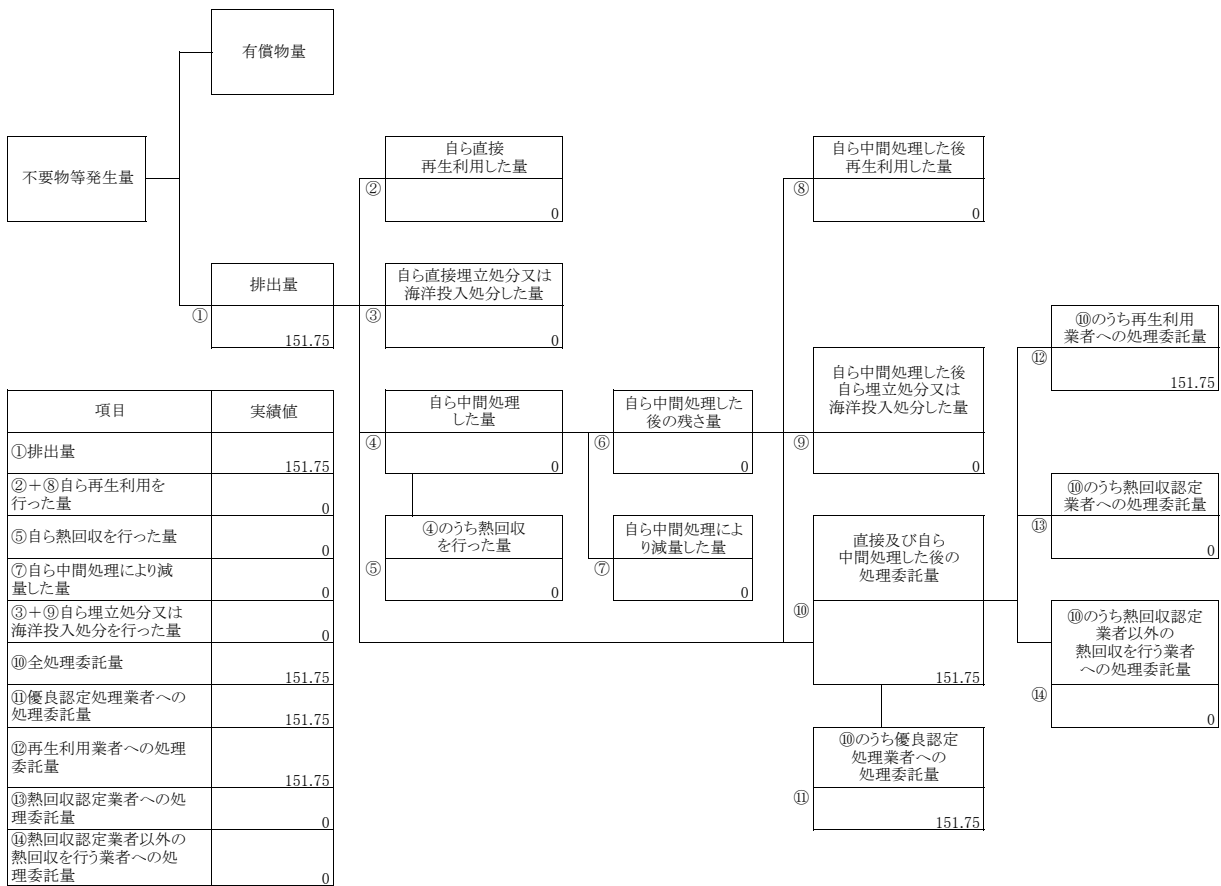 有償物量
不要物等発生量
自ら直接
再生利用した量
②
0
自ら中間処理した後
再生利用した量
⑧
0
排出量
①
151.75
自ら直接埋立処分又は
海洋投入処分した量
③
0
⑩のうち再生利用
業者への処理委託量
⑫
151.75
自ら中間処理
した量
④
0
自ら中間処理した
後の残さ量
⑥
0
自ら中間処理した後
自ら埋立処分又は
海洋投入処分した量
⑨
0
⑩のうち熱回収認定
業者への処理委託量
⑬
0
④のうち熱回収
を行った量
⑤
0
自ら中間処理によ
り減量した量
⑦
0
直接及び自ら
中間処理した後の
処理委託量
⑩
151.75
⑩のうち熱回収認定
業者以外の
熱回収を行う業者
への処理委託量
⑭
0
⑩のうち優良認定
処理業者への
処理委託量
⑪
151.75
項目 実績値
①排出量
151.75
②+⑧自ら再生利用を
行った量
0
⑤自ら熱回収を行った量
0
⑦自ら中間処理により減
量した量
0
③+⑨自ら埋立処分又は
海洋投入処分を行った量
0
⑩全処理委託量
151.75
⑪優良認定処理業者への
処理委託量
151.75
⑫再生利用業者への処理
委託量
151.75
⑬熱回収認定業者への処
理委託量
0
⑭熱回収認定業者以外の
熱回収を行う業者への処
理委託量
0